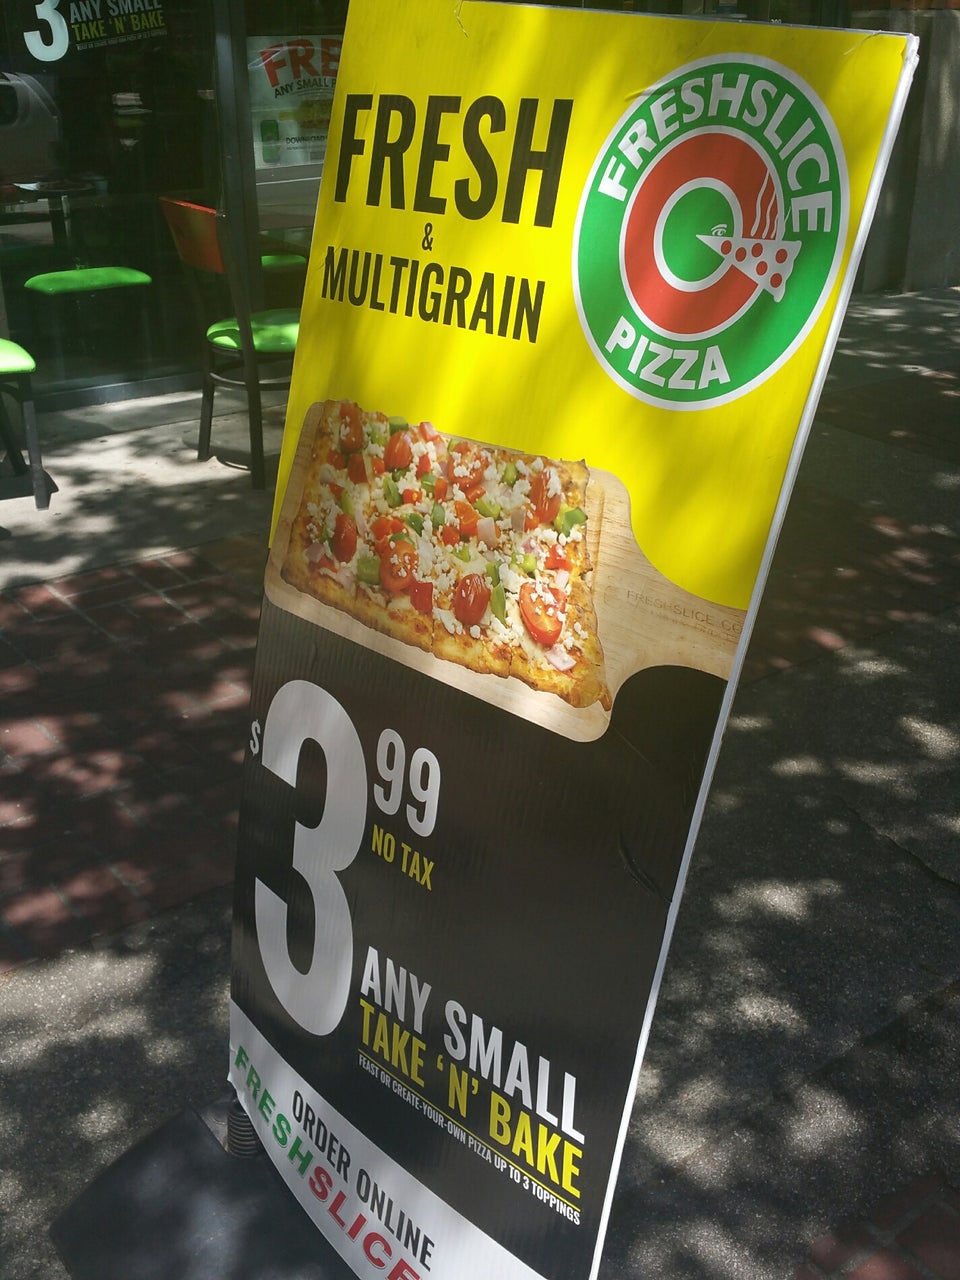 3 ANY SMALL
TAKE 'N' BAKE
FRE
ANY SMALL P
DOWNLOAD
FRESH
&
MULTIGRAIN
FRESHSLICE
PIZZA
FRESHSLICE CO
$3 99
NO TAX
ANY SMALL
TAKE 'N' BAKE
FEAST OR CREATE-YOUR-OWN PIZZA UP TO 3 TOPPINGS
ORDER ONLINE
FRESHSLICE